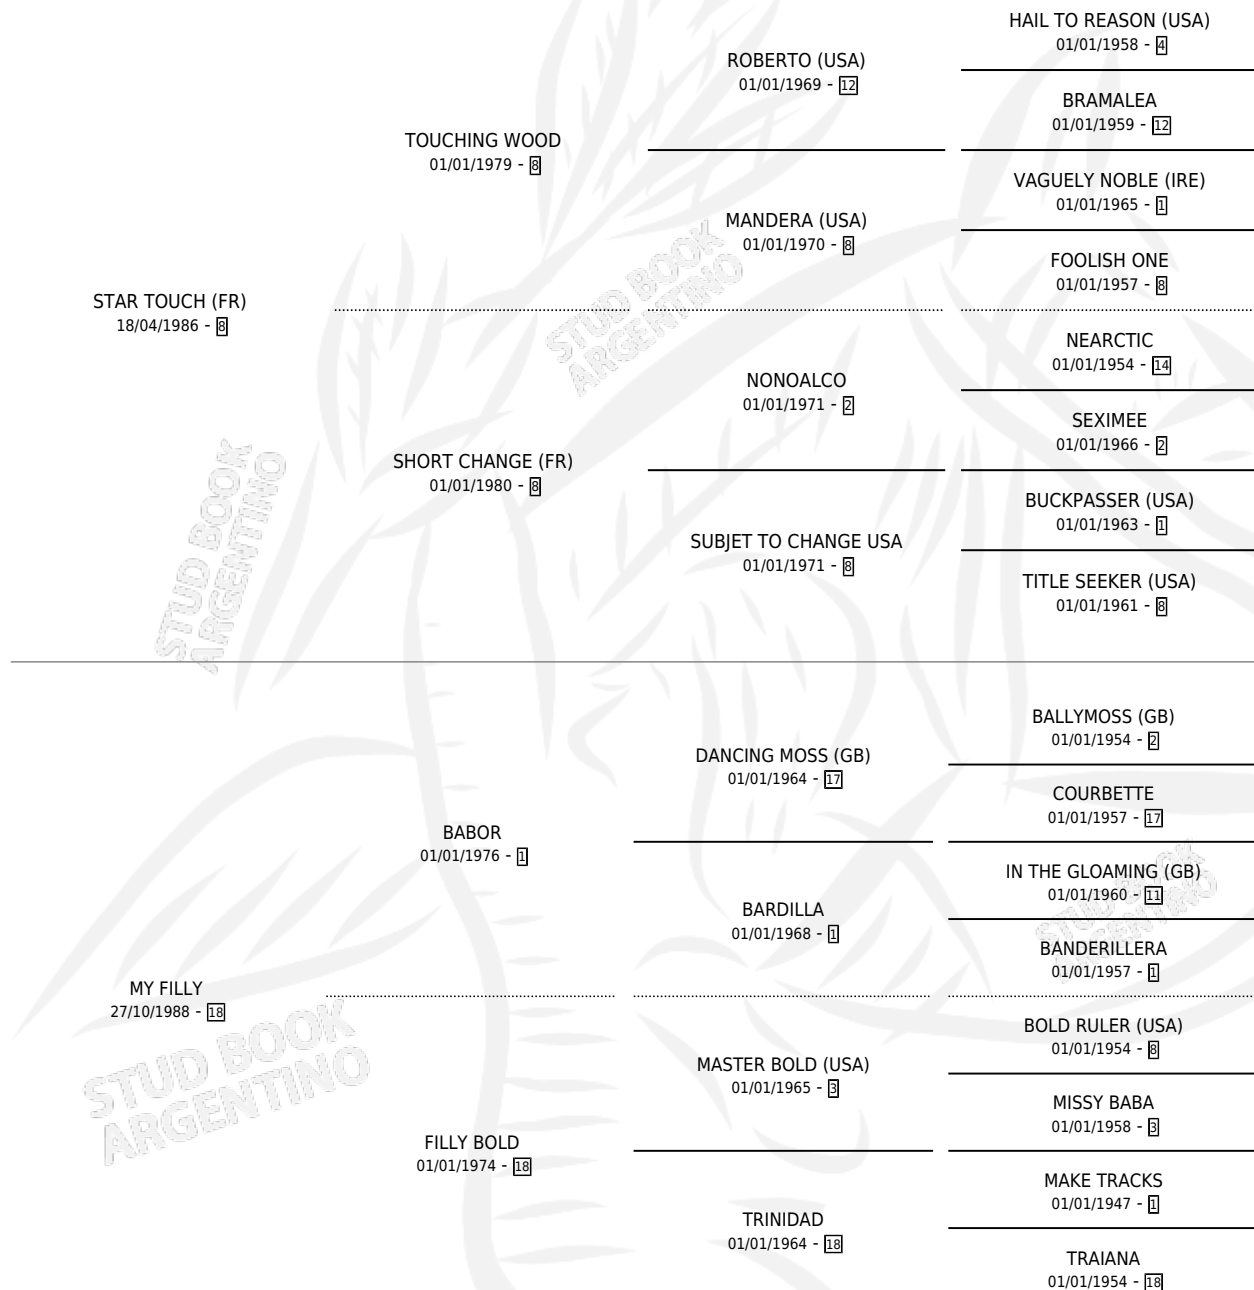 HAIL TO REASON (USA)
01/01/1958 - 4
ROBERTO (USA)
01/01/1969 - 12
BRAMALEA
01/01/1959 - 12
TOUCHING WOOD
01/01/1979 - 8
VAGUELY NOBLE (IRE)
01/01/1965 - 1
MANDERA (USA)
01/01/1970 - 8
FOOLISH ONE
01/01/1957 - 8
STAR TOUCH (FR)
18/04/1986 - 8
NEARCTIC
01/01/1954 - 14
NONOALCO
01/01/1971 - 2
SEXIMEE
01/01/1966 - 2
SHORT CHANGE (FR)
01/01/1980 - 8
BUCKPASSER (USA)
01/01/1963 - 1
SUBJET TO CHANGE USA
01/01/1971 - 8
TITLE SEEKER (USA)
01/01/1961 - 8
BALLYMOSS (GB)
01/01/1954 - 2
DANCING MOSS (GB)
01/01/1964 - 17
COURBETTE
01/01/1957 - 17
BABOR
01/01/1976 - 1
IN THE GLOAMING (GB)
01/01/1960 - 11
BARDILLA
01/01/1968 - 1
BANDERILLERA
01/01/1957 - 1
MY FILLY
27/10/1988 - 18
BOLD RULER (USA)
01/01/1954 - 8
MASTER BOLD (USA)
01/01/1965 - 3
MISSY BABA
01/01/1958 - 3
FILLY BOLD
01/01/1974 - 18
MAKE TRACKS
01/01/1947 - 1
TRINIDAD
01/01/1964 - 18
TRAIANA
01/01/1954 - 18
STUD BOOK
ARGENTINO
STUD BOOK
ARGENTINO
STUD BOOK
ARGENTINO
STUD BOOK
ARGENTINO